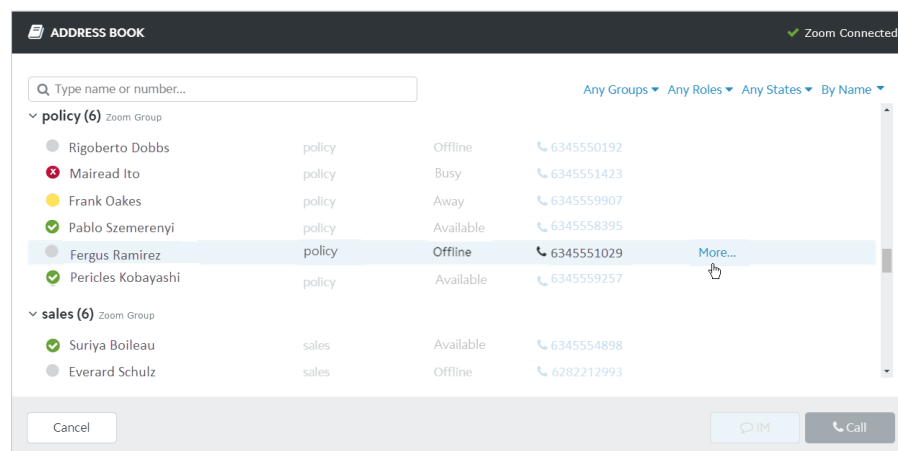 ADDRESS BOOK Zoom Connected
Type name or number... Any Groups Any Roles Any States By Name
policy (6) Zoom Group
Rigoberto Dobbs policy Offline 6345550192
Mairead Ito policy Busy 6345551423
Frank Oakes policy Away 6345559907
Pablo Szemerenyi policy Available 6345558395
Fergus Ramirez policy Offline 6345551029 More...
Pericles Kobayashi policy Available 6345559257
sales (6) Zoom Group
Suriya Boileau sales Available 6345554898
Everard Schulz sales Offline 6282212993
Cancel IM Call